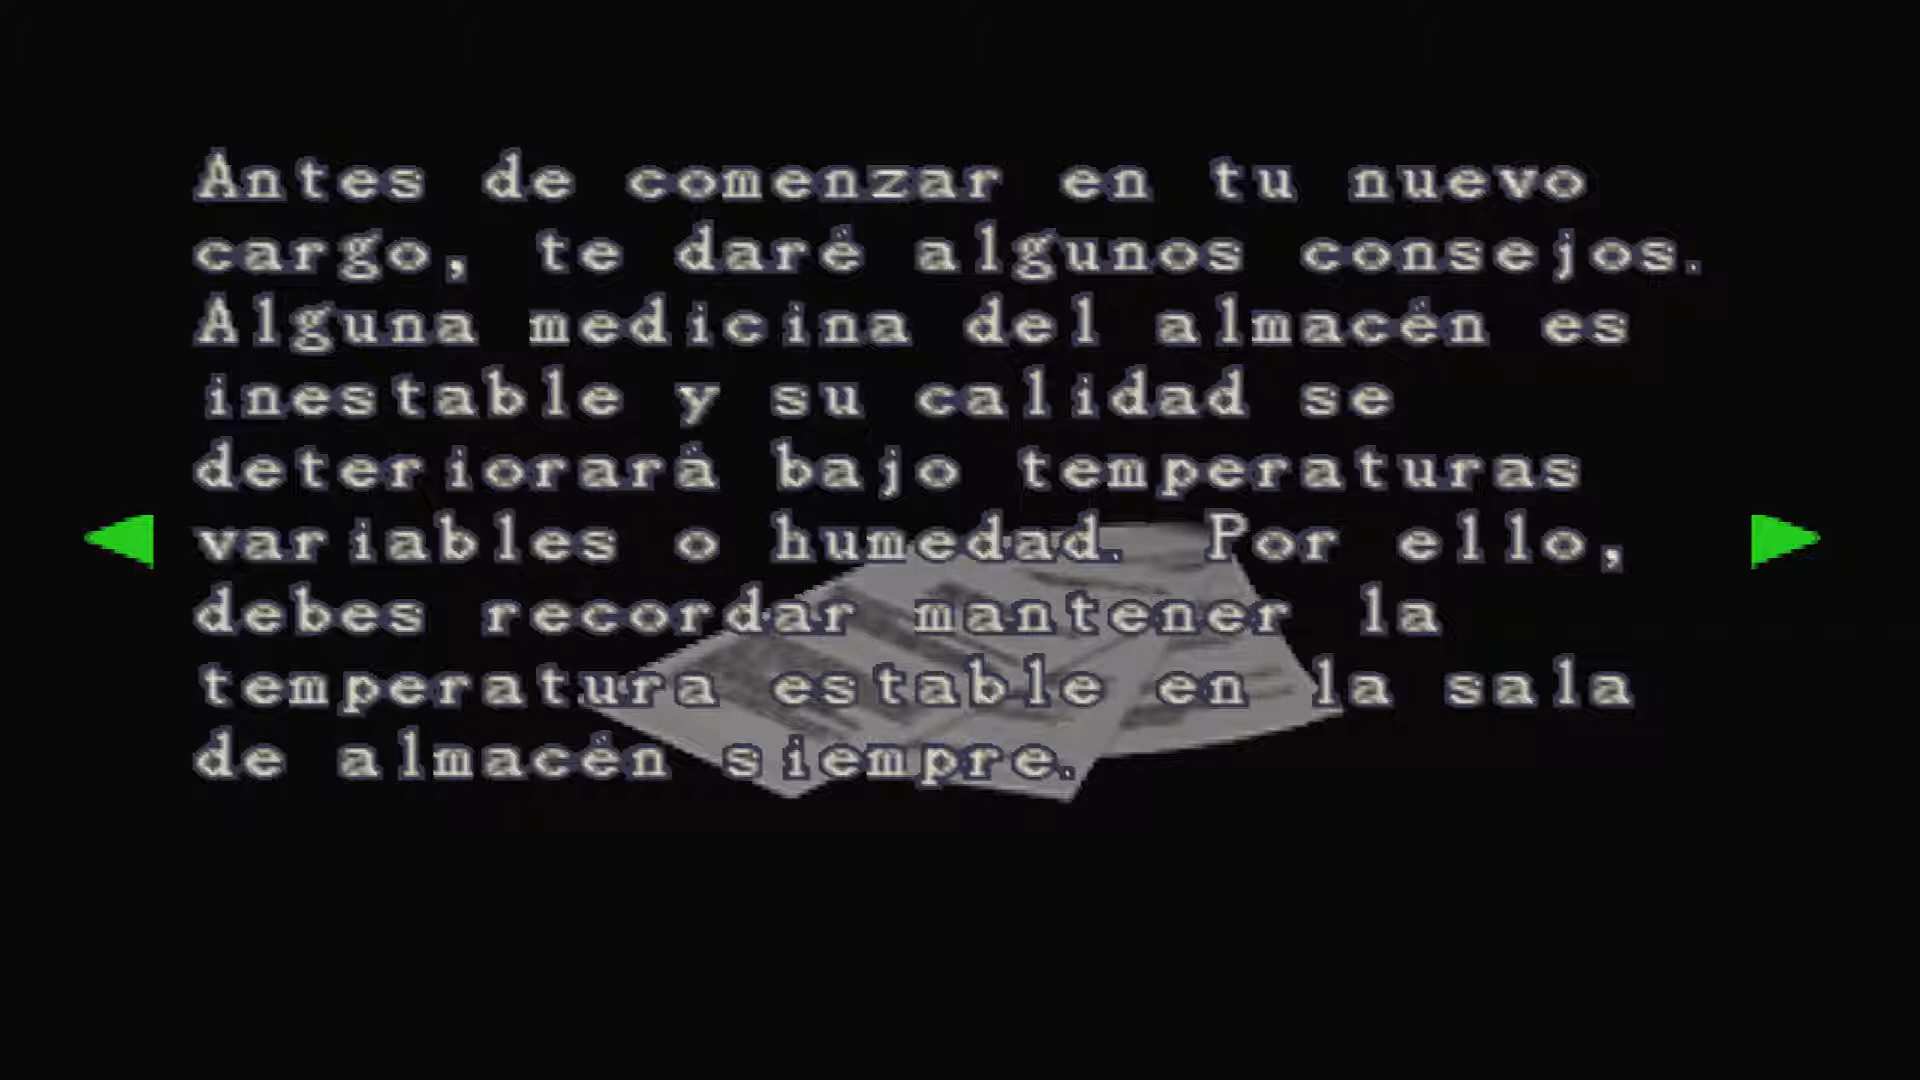 Antes de comenzar en tu nuevo
cargo, te daré algunos consejos.
Alguna medicina del almacén es
inestable y su calidad se
deteriorará bajo temperaturas
variables o humedad. Por ello,
debes recordar mantener la
temperatura estable en la sala
de almacén siempre.